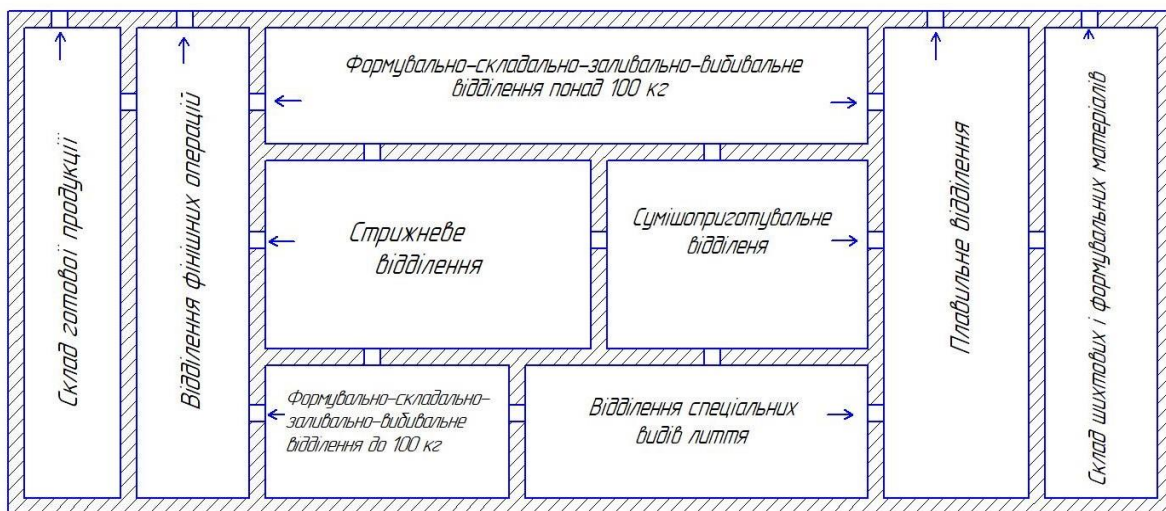 Склад готової продукції
Відділення фінішних операцій
Формувально-складально-заливально-вибивальне
відділення понад 100 кг
Стрижневе
відділення
Сумішоприготувальне
відділеня
Формувально-складально-
заливально-вибивальне
відділення до 100 кг
Відділення спеціальних
видів лиття
Плавильне відділення
Склад шихтових і формувальних матеріалів